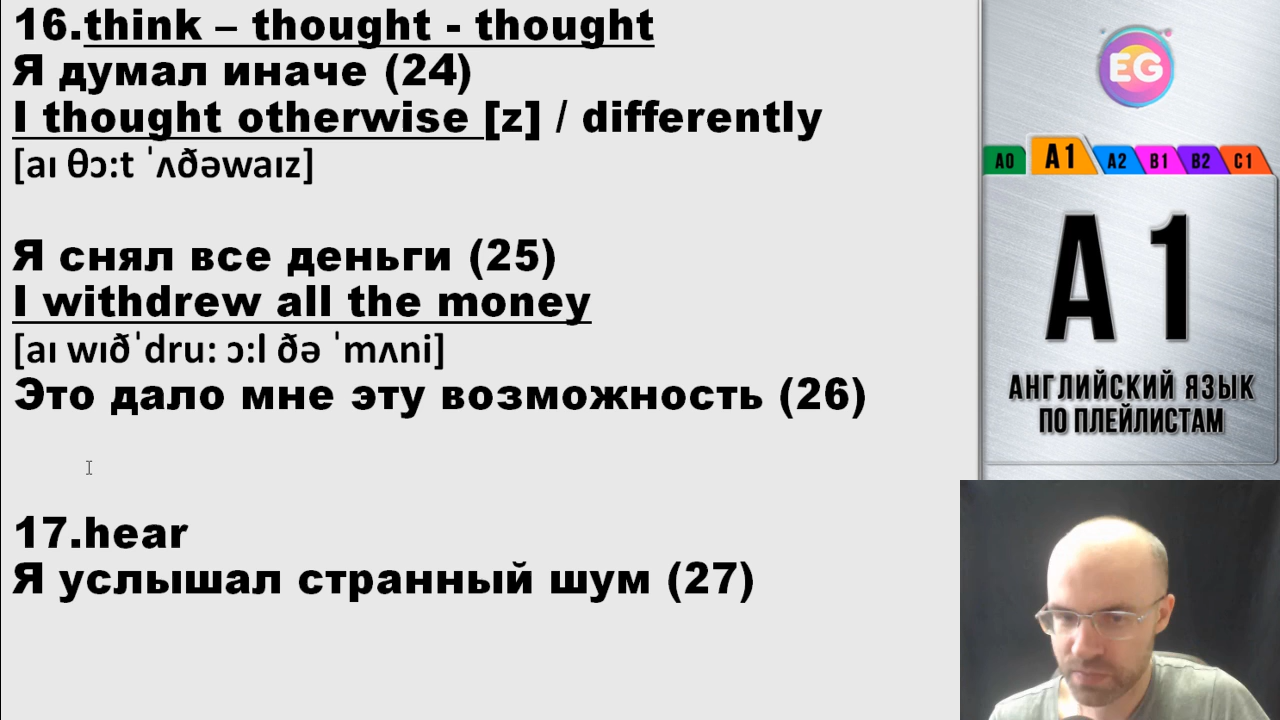 16.think – thought - thought
Я думал иначе (24)
I thought otherwise [z] / differently
[aɪ θɔ:t ˈʌðəwaɪz]
Я снял все деньги (25)
I withdrew all the money
[aɪ wɪðˈdru: ɔ:l ðə ˈmʌni]
Это дало мне эту возможность (26)
17.hear
Я услышал странный шум (27)
EG
A0 A1 A2 B1 B2 C1
A1
АНГЛИЙСКИЙ ЯЗЫК
ПО ПЛЕЙЛИСТАМ